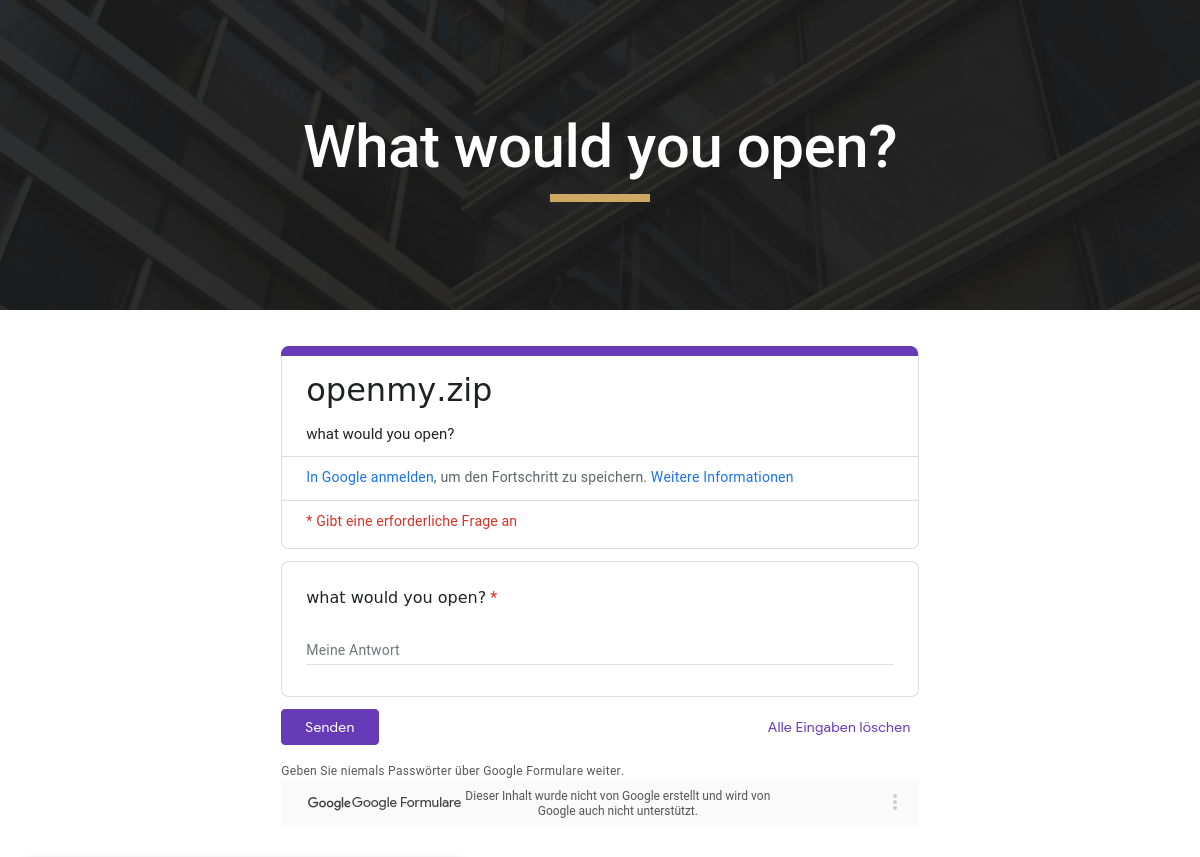 What would you open?
openmy.zip
what would you open?
In Google anmelden, um den Fortschritt zu speichern. Weitere Informationen
* Gibt eine erforderliche Frage an
what would you open? *
Meine Antwort
Senden
Alle Eingaben löschen
Geben Sie niemals Passwörter über Google Formulare weiter.
Google Google Formulare
Dieser Inhalt wurde nicht von Google erstellt und wird von
Google auch nicht unterstützt.